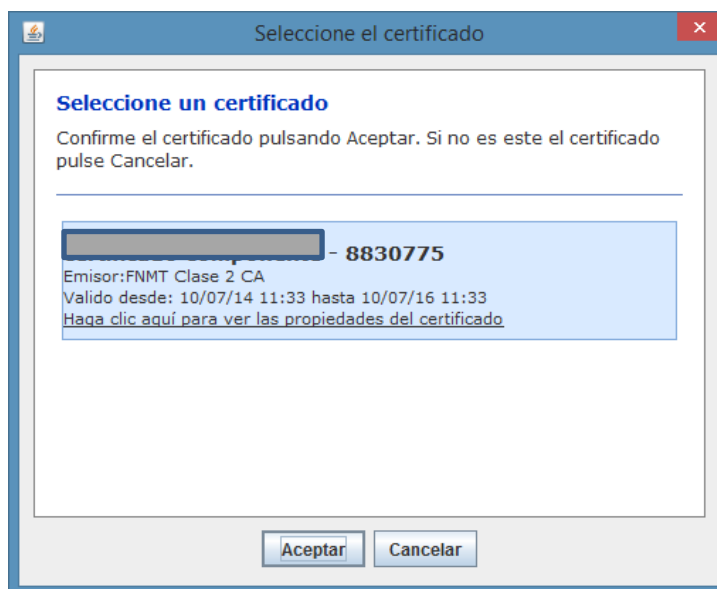 Seleccione el certificado
Seleccione un certificado
Confirme el certificado pulsando Aceptar. Si no es este el certificado
pulse Cancelar.
- 8830775
Emisor:FNMT Clase 2 CA
Valido desde: 10/07/14 11:33 hasta 10/07/16 11:33
Haga clic aquí para ver las propiedades del certificado
Aceptar
Cancelar